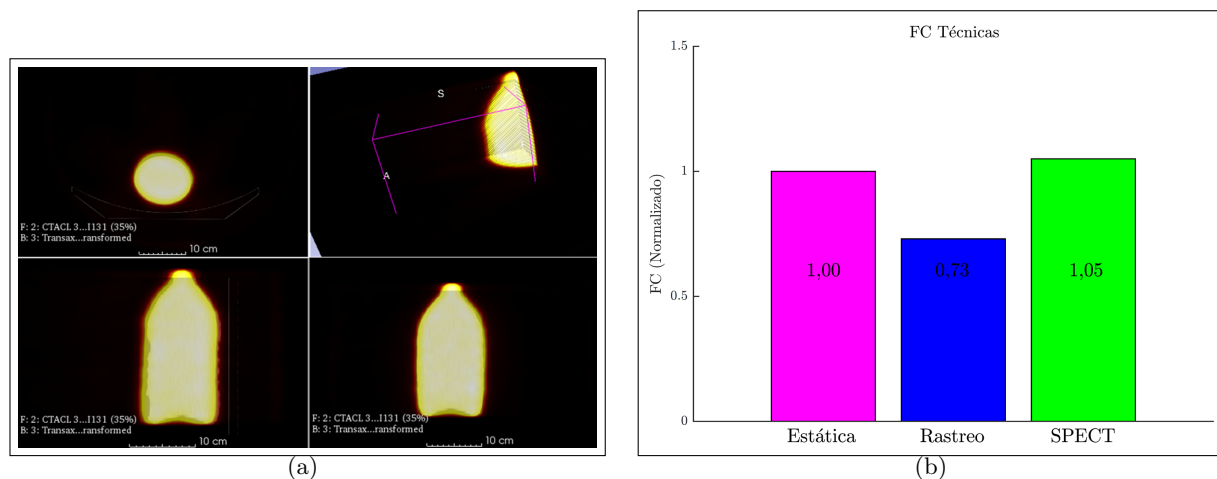 S
A
F: 2: CTACL 3...I131 (35%)
B: 3: Transax...ransformed
10 cm
F: 2: CTACL 3...I131 (35%)
B: 3: Transax...ransformed
10 cm
F: 2: CTACL 3...I131 (35%)
B: 3: Transax...ransformed
10 cm
(a)
FC Técnicas
FC (Normalizado)
1.5
1
0.5
0
1,00
0,73
1,05
Estática
Rastreo
SPECT
(b)